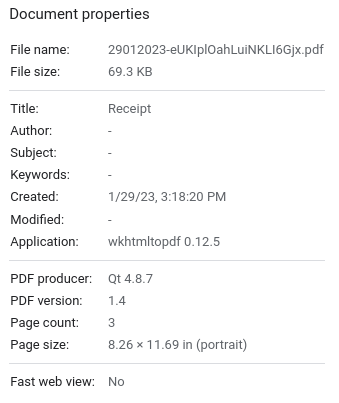 Document properties
File name: 29012023-eUKIplOahLuiNKLI6Gjx.pdf
File size: 69.3 KB
Title: Receipt
Author: -
Subject: -
Keywords: -
Created: 1/29/23, 3:18:20 PM
Modified: -
Application: wkhtmltopdf 0.12.5
PDF producer: Qt 4.8.7
PDF version: 1.4
Page count: 3
Page size: 8.26 × 11.69 in (portrait)
Fast web view: No